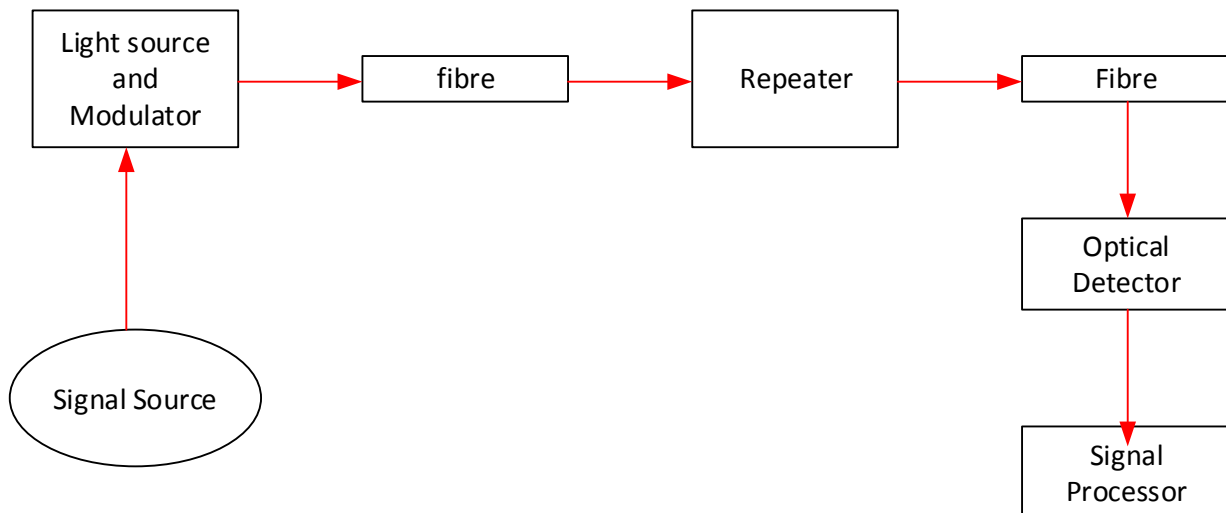 Light source
and
Modulator
fibre
Repeater
Fibre
Optical
Detector
Signal Source
Signal
Processor